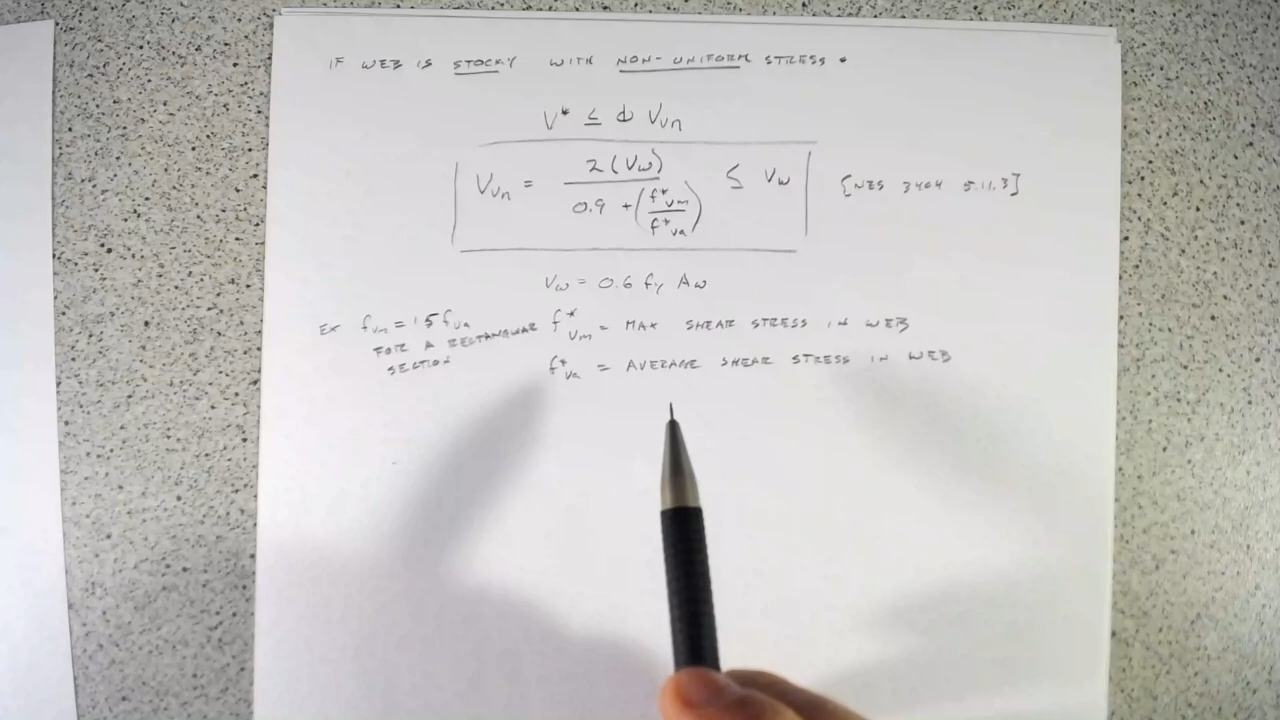 IF WEB IS STOCKY WITH NON-UNIFORM STRESS •
V* ≤ ϕ Vvn
Vvn = 2(Vw) / 0.9 + (f*vm / f*va) ≤ Vw [NZS 3404 5.11.3]
Vw = 0.6 fy Aw
Ex fvm = 1.5 fva
FOR A RECTANGULAR
SECTION
f*vm = MAX SHEAR STRESS IN WEB
f*va = AVERAGE SHEAR STRESS IN WEB